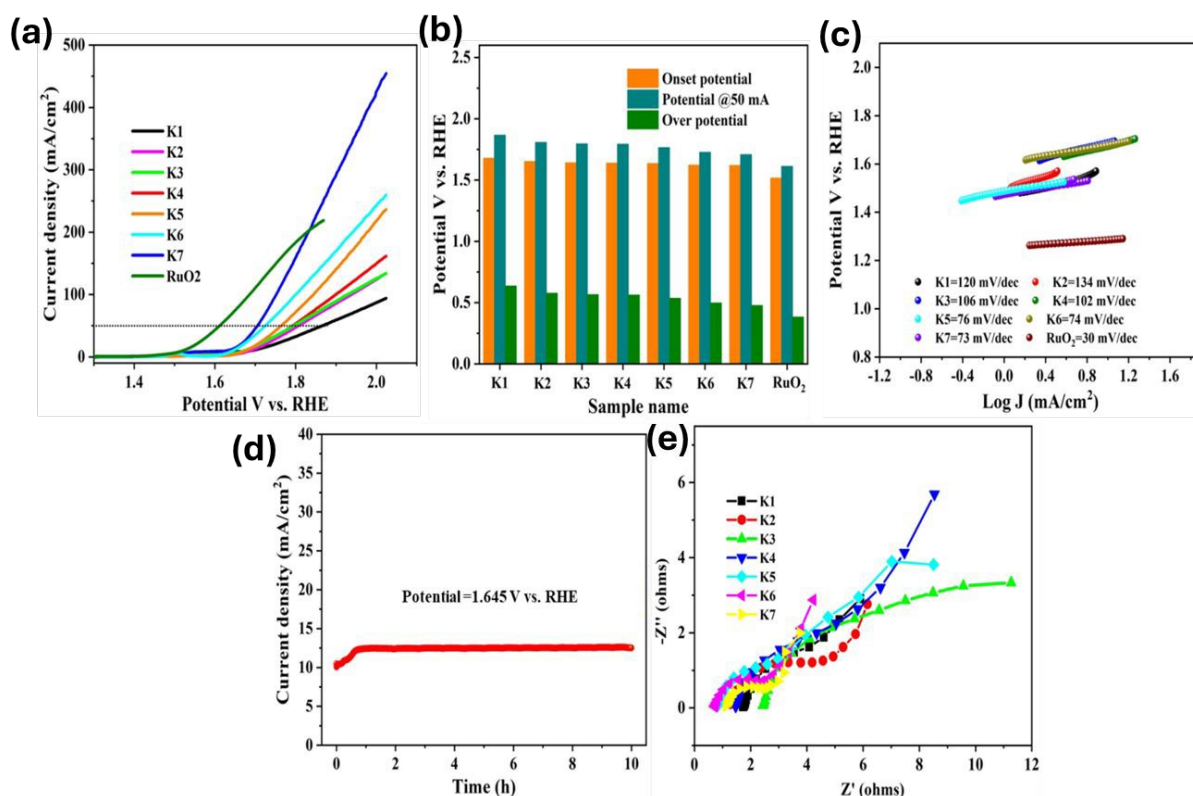 (a)
500
450
400
350
300
250
200
150
100
50
0
Current density (mA/cm²)
K1
K2
K3
K4
K5
K6
K7
RuO2
1.4
1.6
1.8
2.0
Potential V vs. RHE
(b)
2.5
2.0
1.5
1.0
0.5
0.0
Potential V vs. RHE
Onset potential
Potential @50 mA
Over potential
K1 K2 K3 K4 K5 K6 K7 RuO₂
Sample name
(c)
2.0
1.8
1.6
1.4
1.2
1.0
0.8
Potential V vs. RHE
K1=120 mV/dec K2=134 mV/dec
K3=106 mV/dec K4=102 mV/dec
K5=76 mV/dec K6=74 mV/dec
K7=73 mV/dec RuO₂=30 mV/dec
-1.2 -0.6 0.0 0.6 1.2 1.8
Log J (mA/cm²)
(d)
40
35
30
25
20
15
10
5
0
Current density (mA/cm²)
Potential=1.645 V vs. RHE
0 2 4 6 8 10
Time (h)
(e)
6
4
2
0
-Z'' (ohms)
K1
K2
K3
K4
K5
K6
K7
0 2 4 6 8 10 12
Z' (ohms)